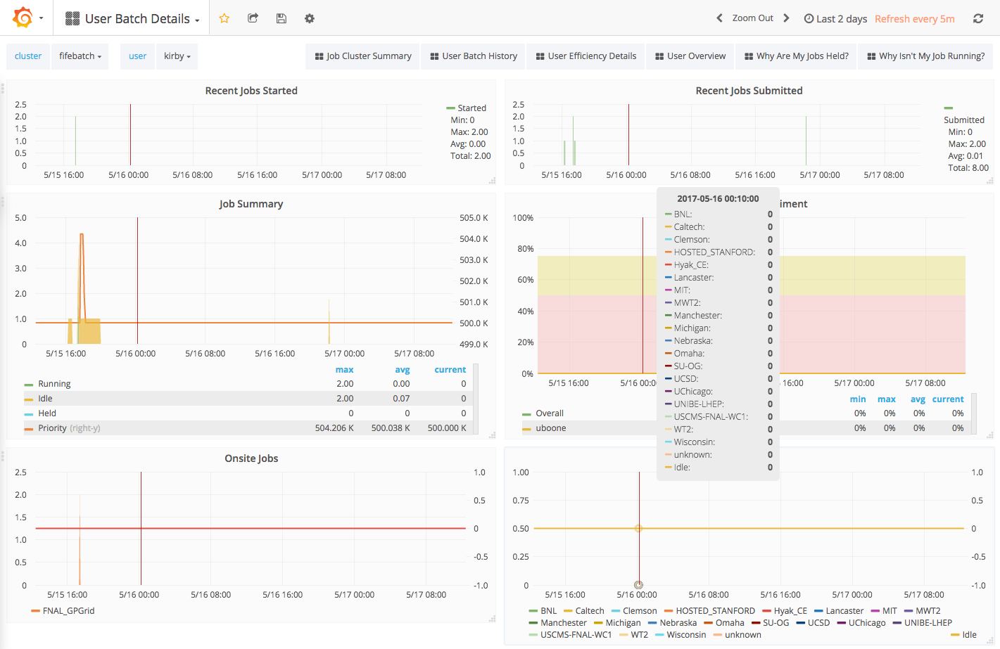 User Batch Details
Zoom Out
Last 2 days Refresh every 5m
cluster fifebatch user kirby
Job Cluster Summary User Batch History User Efficiency Details User Overview Why Are My Jobs Held? Why Isn't My Job Running?
Recent Jobs Started
2.5
2.0
1.5
1.0
0.5
0
5/15 16:00 5/16 00:00 5/16 08:00 5/16 16:00 5/17 00:00 5/17 08:00
Started
Min: 0
Max: 2.00
Avg: 0.00
Total: 2.00
Recent Jobs Submitted
2.5
2.0
1.5
1.0
0.5
0
5/15 16:00 5/16 00:00 5/16 08:00 5/16 16:00 5/17 00:00 5/17 08:00
Submitted
Min: 0
Max: 2.00
Avg: 0.01
Total: 8.00
Job Summary
5.0
4.0
3.0
2.0
1.0
0
505.0 K
504.0 K
503.0 K
502.0 K
501.0 K
500.0 K
499.0 K
5/15 16:00 5/16 00:00 5/16 08:00 5/16 16:00 5/17 00:00 5/17 08:00
max avg current
Running 2.00 0.00 0
Idle 2.00 0.07 0
Held 0 0 0
Priority (right-y) 504.206 K 500.038 K 500.000 K
iment
100%
80%
60%
40%
20%
0%
5/15 16:00 5/16 00:00 16:00 5/17 00:00 5/17 08:00
min max avg current
Overall 0% 0% 0% 0%
uboone 0% 0% 0% 0%
2017-05-16 00:10:00
BNL: 0
Caltech: 0
Clemson: 0
HOSTED_STANFORD: 0
Hyak_CE: 0
Lancaster: 0
MIT: 0
MWT2: 0
Manchester: 0
Michigan: 0
Nebraska: 0
Omaha: 0
SU-OG: 0
UCSD: 0
UChicago: 0
UNIBE-LHEP: 0
USCMS-FNAL-WC1: 0
WT2: 0
Wisconsin: 0
unknown: 0
Idle: 0
Onsite Jobs
2.5
2.0
1.5
1.0
0.5
0
1.0
0.5
0
-0.5
-1.0
5/15 16:00 5/16 00:00 5/16 08:00 5/16 16:00 5/17 00:00 5/17 08:00
FNAL_GPGrid
1.00
0.75
0.50
0.25
0
1.0
0.5
0
-0.5
-1.0
5/15 16:00 5/16 00:00 5/16 08:00 5/16 16:00 5/17 00:00 5/17 08:00
BNL Caltech Clemson HOSTED_STANFORD Hyak_CE Lancaster MIT MWT2
Manchester Michigan Nebraska Omaha SU-OG UCSD UChicago UNIBE-LHEP
USCMS-FNAL-WC1 WT2 Wisconsin unknown Idle